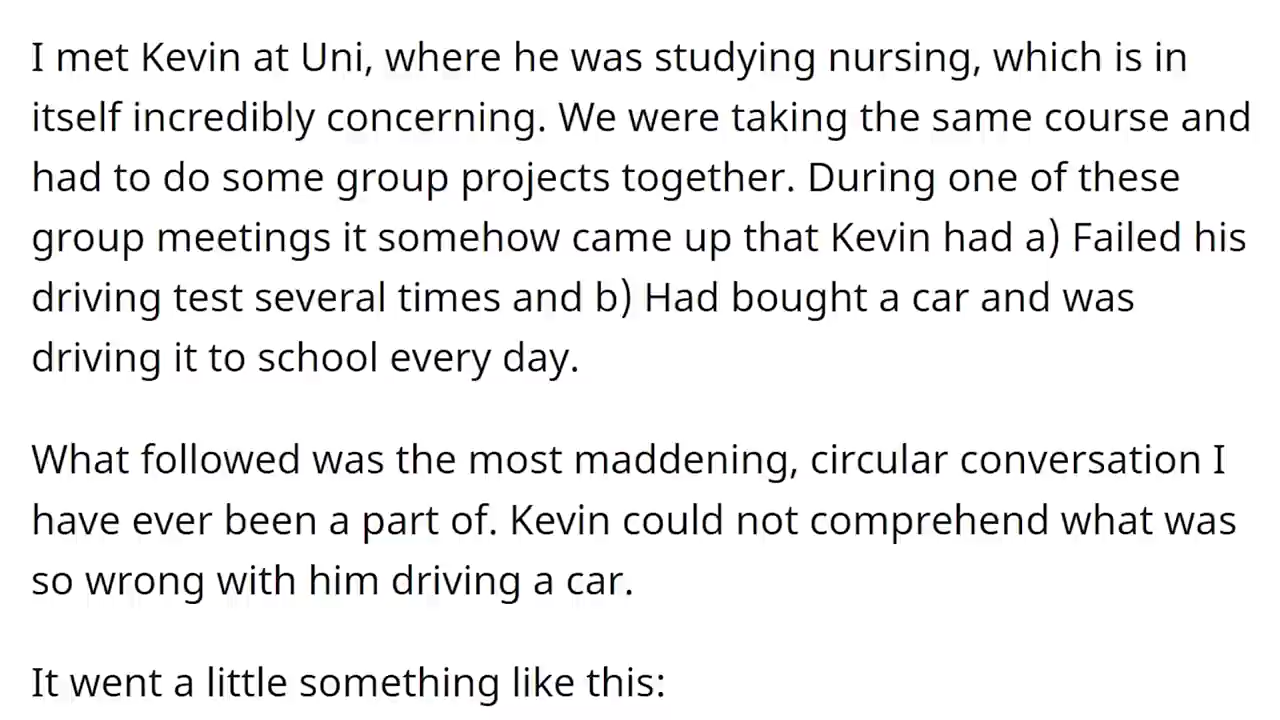 I met Kevin at Uni, where he was studying nursing, which is in
itself incredibly concerning. We were taking the same course and
had to do some group projects together. During one of these
group meetings it somehow came up that Kevin had a) Failed his
driving test several times and b) Had bought a car and was
driving it to school every day.
What followed was the most maddening, circular conversation I
have ever been a part of. Kevin could not comprehend what was
so wrong with him driving a car.
It went a little something like this: